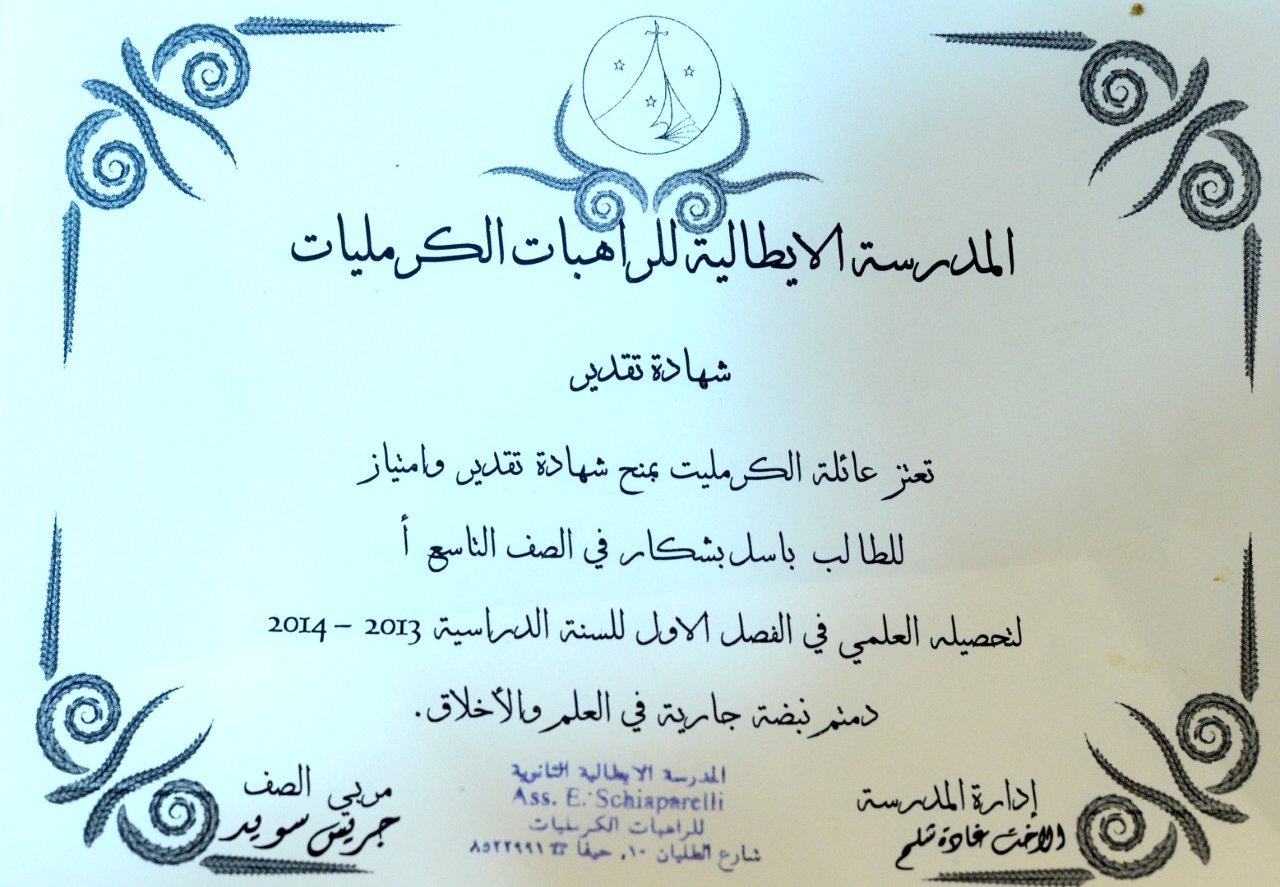 المدرسة الايطالية للراهبات الكرمليات
شهادة تقدير
تعتز عائلة الكرمليت بمنح شهادة تقدير وامتياز
للطالب باسل بشكار في الصف التاسع أ
لتحصيله العلمي في الفصل الاول للسنة الدراسية 2013 – 2014
دمتم نبضة جارية في العلم والأخلاق.
إدارة المدرسة
الاخت غادة شلح
المدرسة الايطالية الثانوية
Ass. E. Schiaparelli
للراهبات الكرمليات
شارع الطليان ١٠، حيفا ☎ ٨٥٢٢٩٩١
مربي الصف
جريس سويد